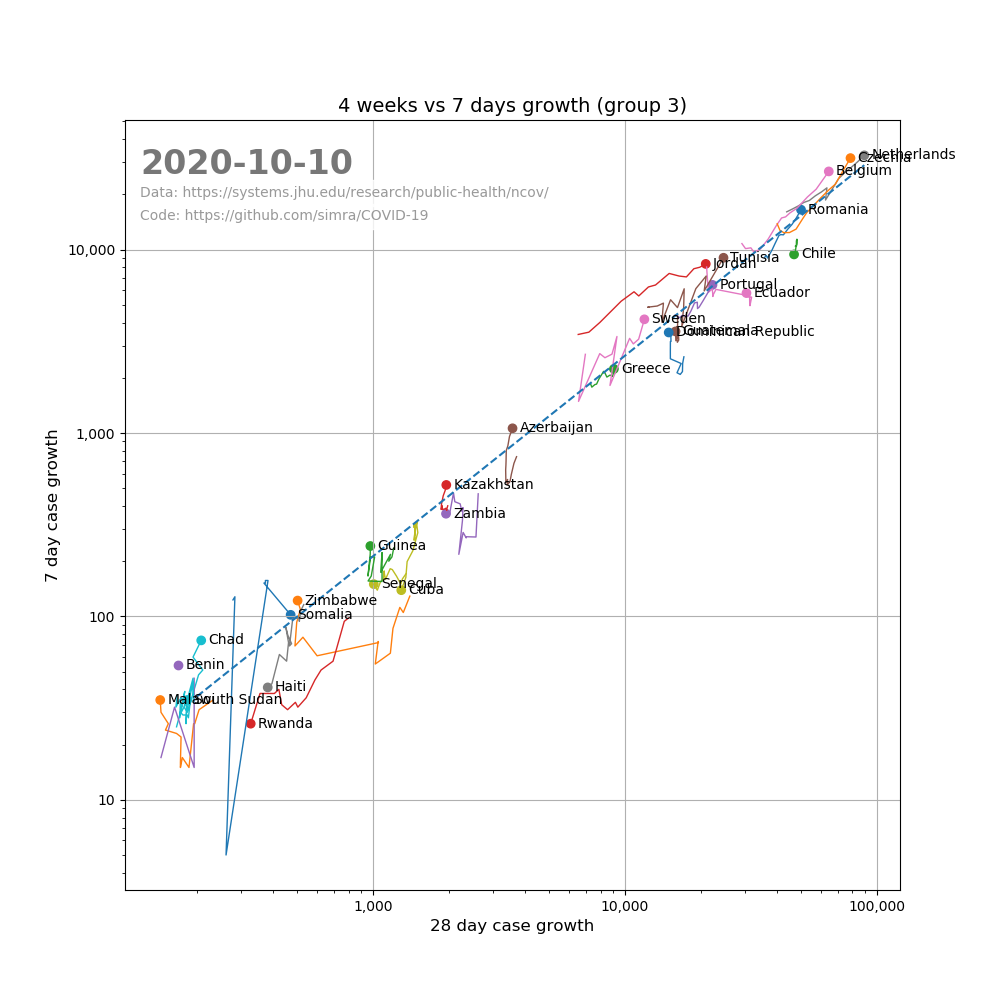 4 weeks vs 7 days growth (group 3)
2020-10-10
Data: https://systems.jhu.edu/research/public-health/ncov/
Code: https://github.com/simra/COVID-19
Netherlands
Czechia
Belgium
Romania
10,000
Chile
Tunisia
Jordan
Portugal
Ecuador
Sweden
Guatemala
Dominican Republic
Greece
1,000
Azerbaijan
Kazakhstan
Zambia
Guinea
Senegal
Cuba
100
Zimbabwe
Somalia
Chad
Benin
Haiti
Malawi
South Sudan
Rwanda
10
7 day case growth
1,000
10,000
100,000
28 day case growth